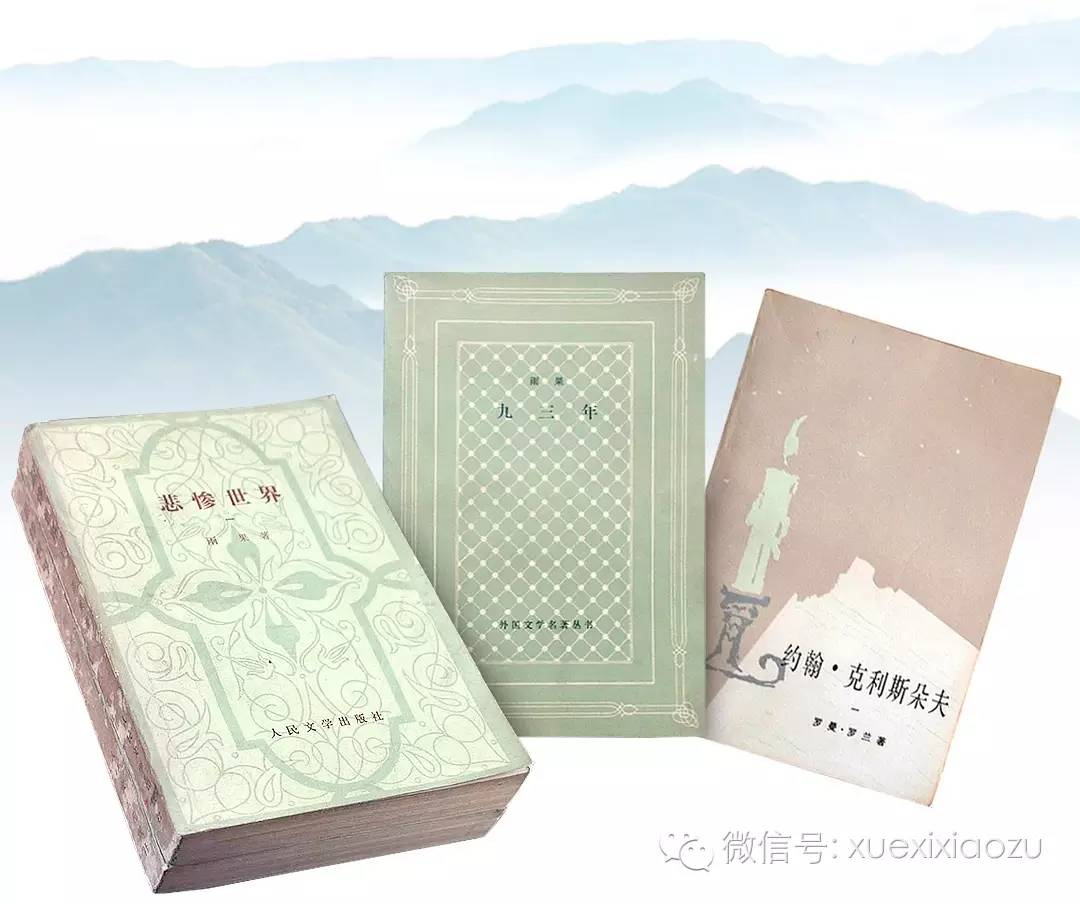 悲惨世界
一
雨果著
人民文学出版社
雨果
九三年
外国文学名著丛书
约翰·克利斯朵夫
一
罗曼·罗兰著
微信号: xuexixiaozu